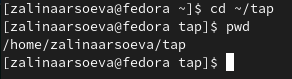 [zalinaarsoeva@fedora ~]$ cd ~/tap
[zalinaarsoeva@fedora tap]$ pwd
/home/zalinaarsoeva/tap
[zalinaarsoeva@fedora tap]$